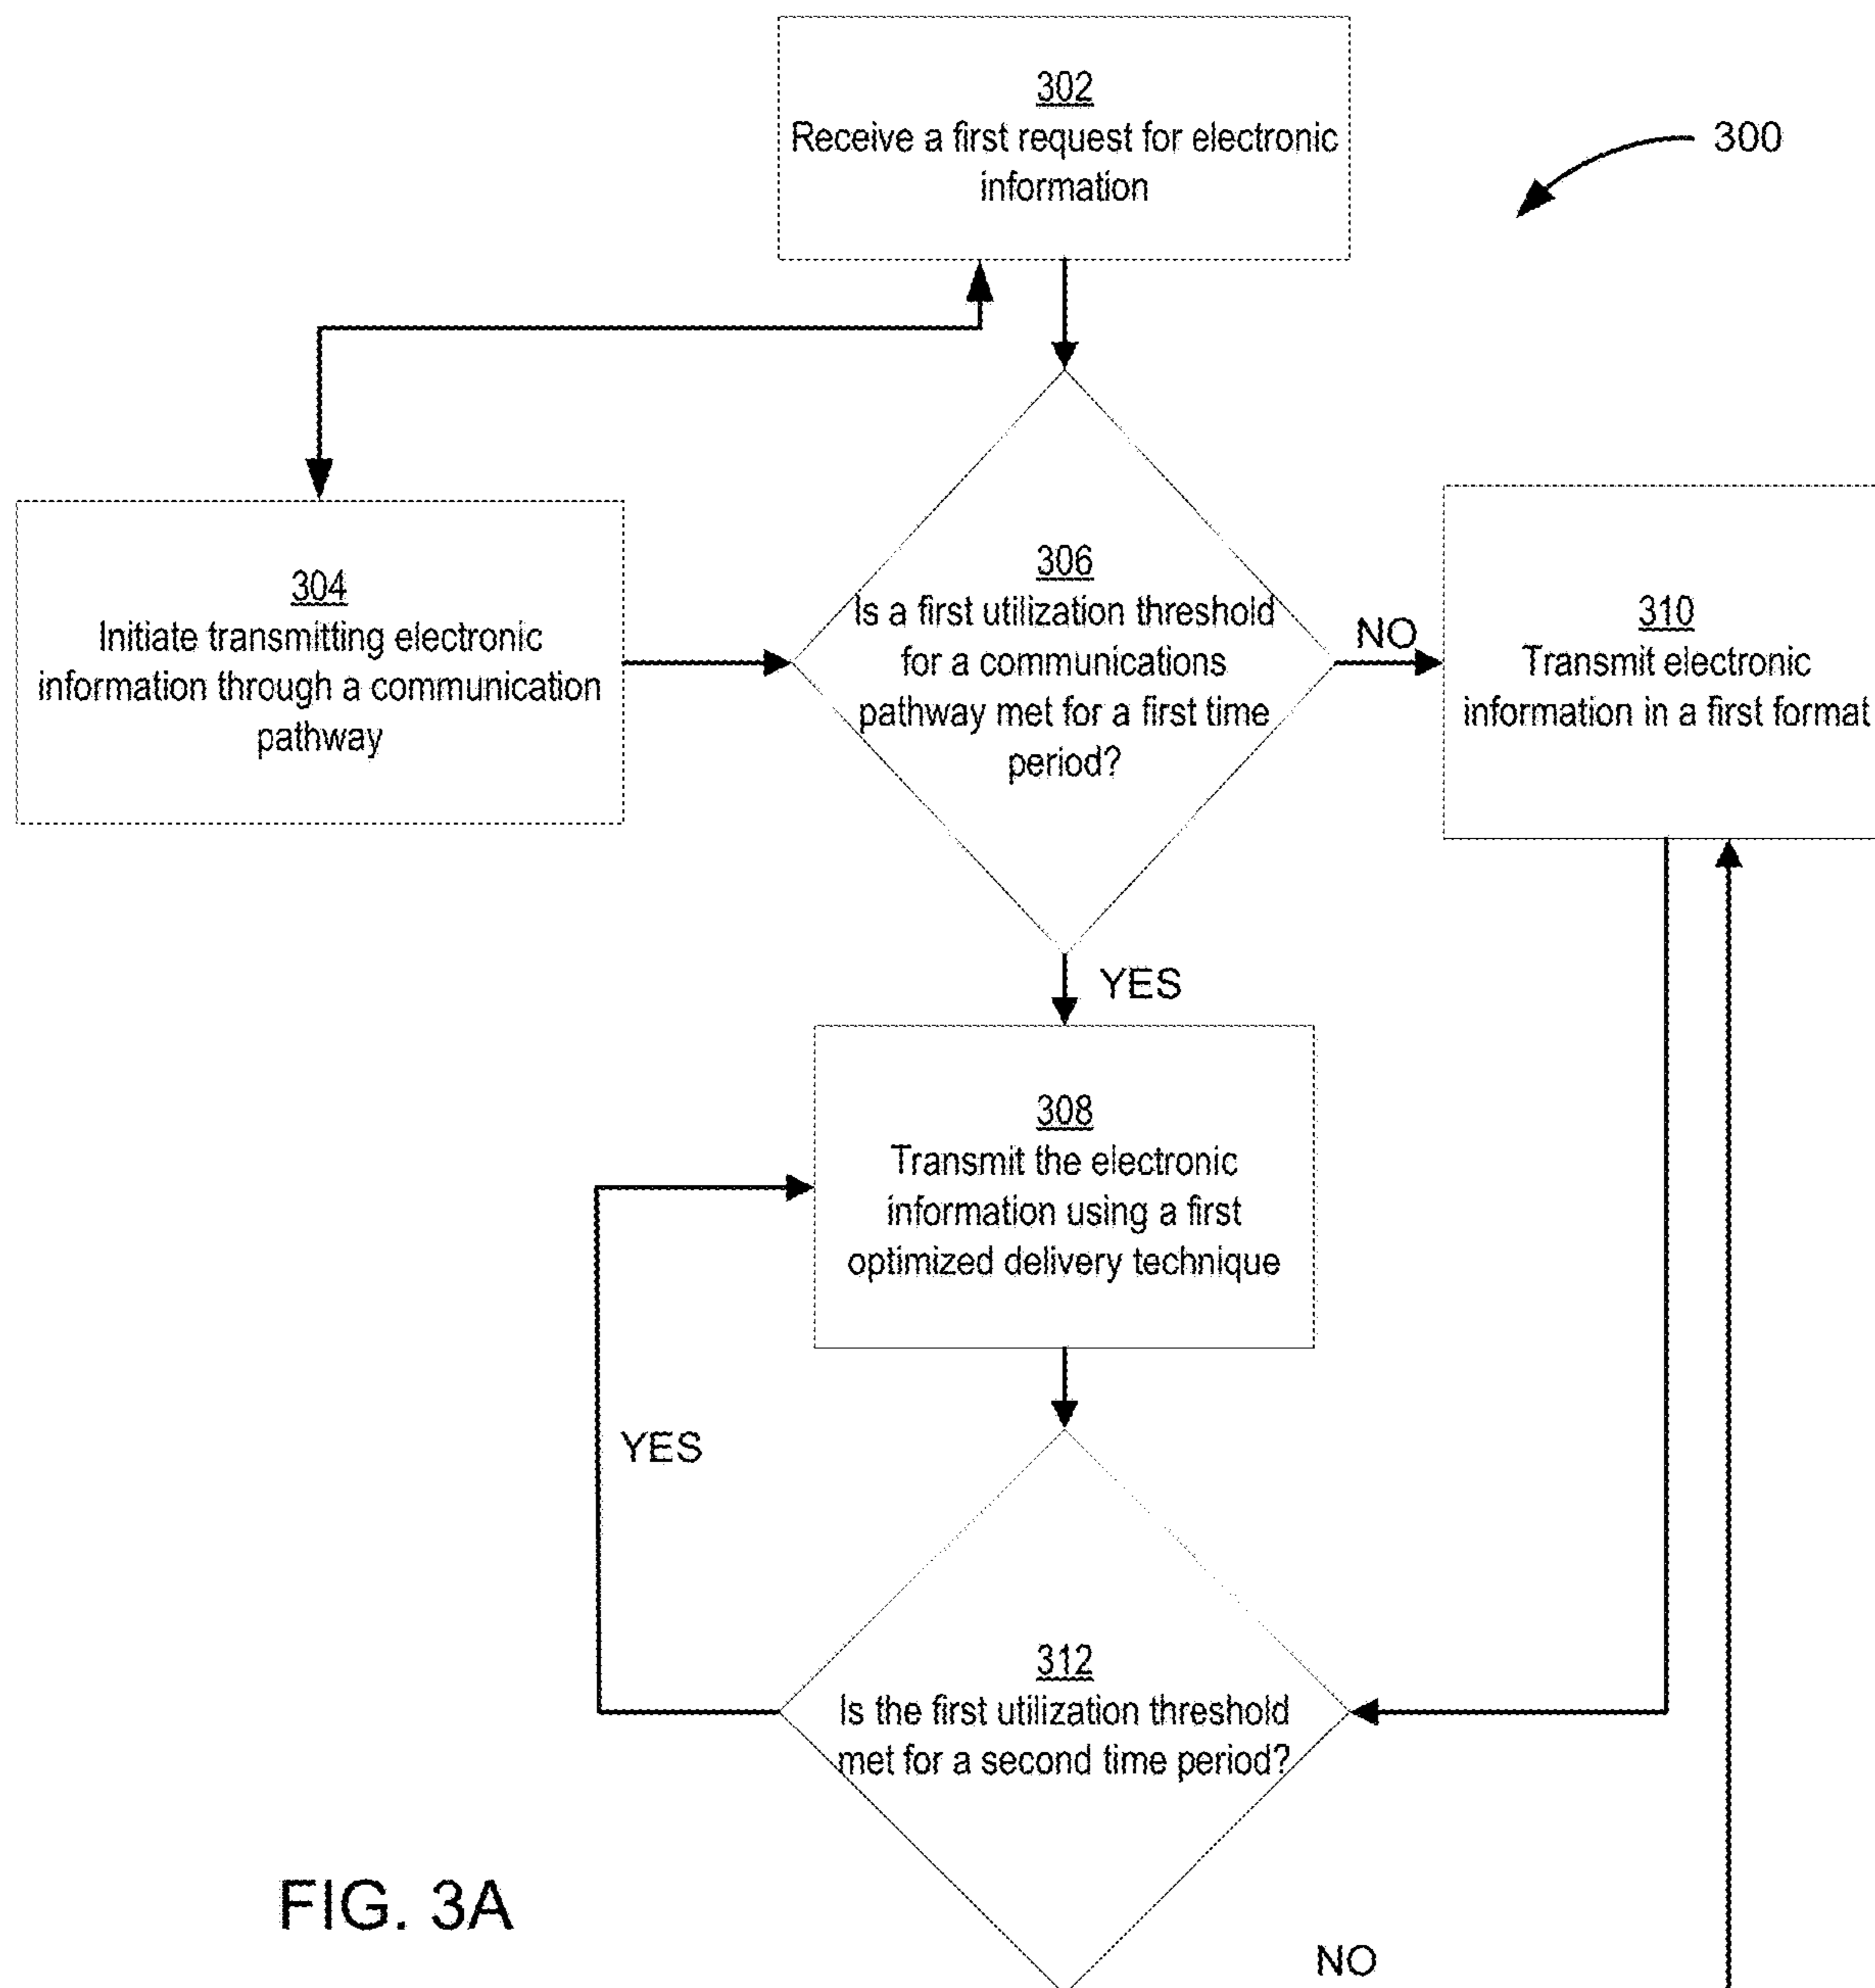 302
Receive a first request for electronic
information
300
304
Initiate transmitting electronic
information through a communication
pathway
306
Is a first utilization threshold
for a communications
pathway met for a first time
period?
NO
310
Transmit electronic
information in a first format
YES
308
Transmit the electronic
information using a first
optimized delivery technique
YES
312
Is the first utilization threshold
met for a second time period?
FIG. 3A
NO